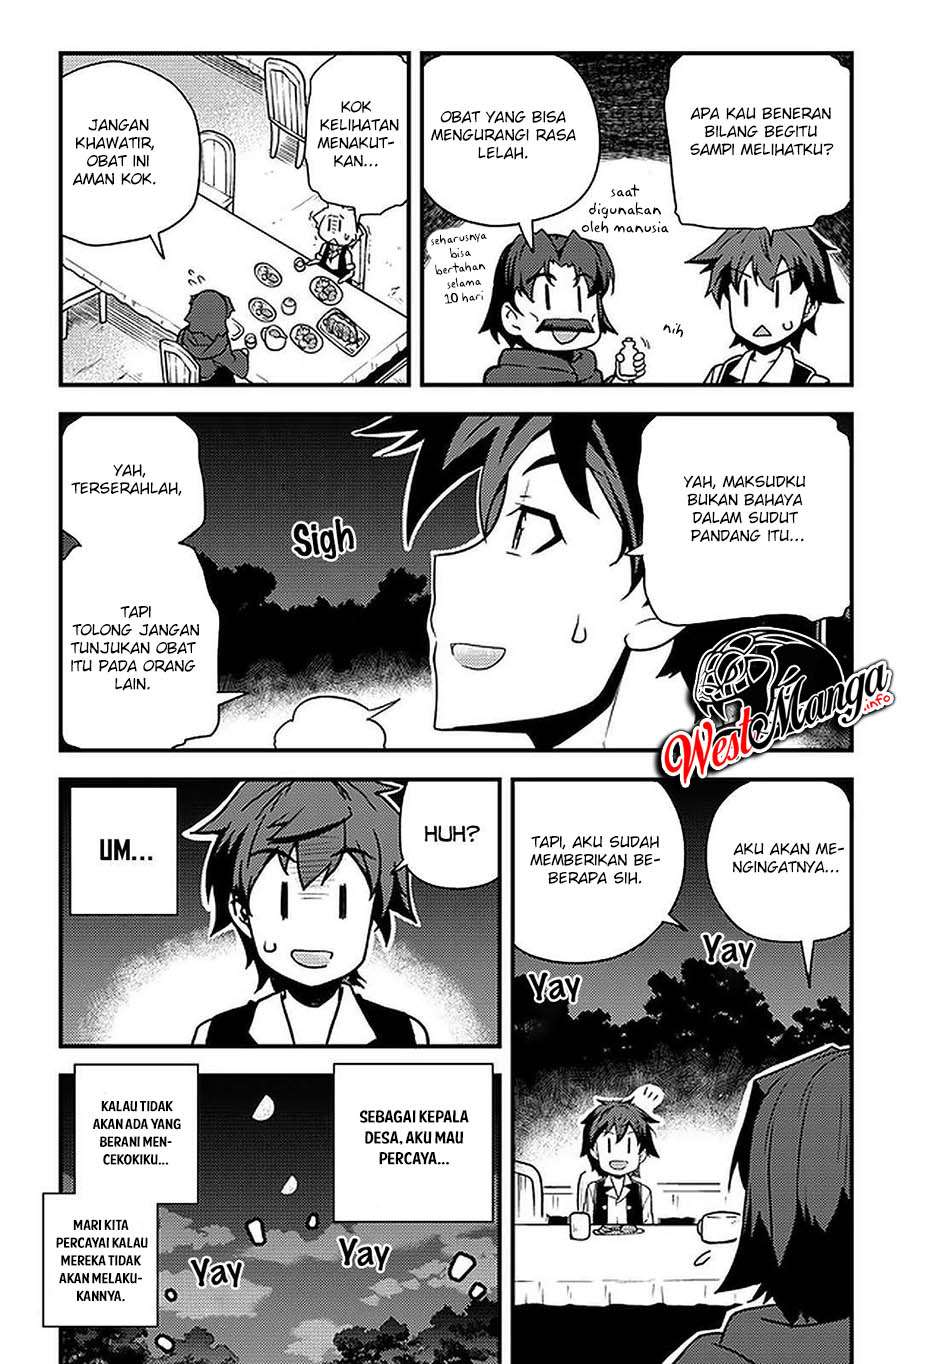 APA KAU BENERAN
BILANG BEGITU
SAMPI MELIHATKU?
OBAT YANG BISA
MENGURANGI RASA
LELAH.
saat
digunakan
oleh manusia
seharusnya
bisa
bertahan
selama
10 hari
nih
KOK
KELIHATAN
MENAKUT-
KAN...
JANGAN
KHAWATIR,
OBAT INI
AMAN KOK.
YAH, MAKSUDKU
BUKAN BAHAYA
DALAM SUDUT
PANDANG ITU...
Sigh
YAH,
TERSERAHLAH,
TAPI
TOLONG JANGAN
TUNJUKAN OBAT
ITU PADA ORANG
LAIN.
WestManga
.info
AKU AKAN ME-
NGINGATNYA...
TAPI, AKU SUDAH
MEMBERIKAN BE-
BERAPA SIH.
Yay
Yay
HUH?
UM...
SEBAGAI KEPALA
DESA, AKU MAU
PERCAYA...
KALAU TIDAK
AKAN ADA YANG
BERANI MEN-
CEKOKIKU...
MARI KITA
PERCAYAI KALAU
MEREKA TIDAK
AKAN MELAKU-
KANNYA.
Yay
Yay